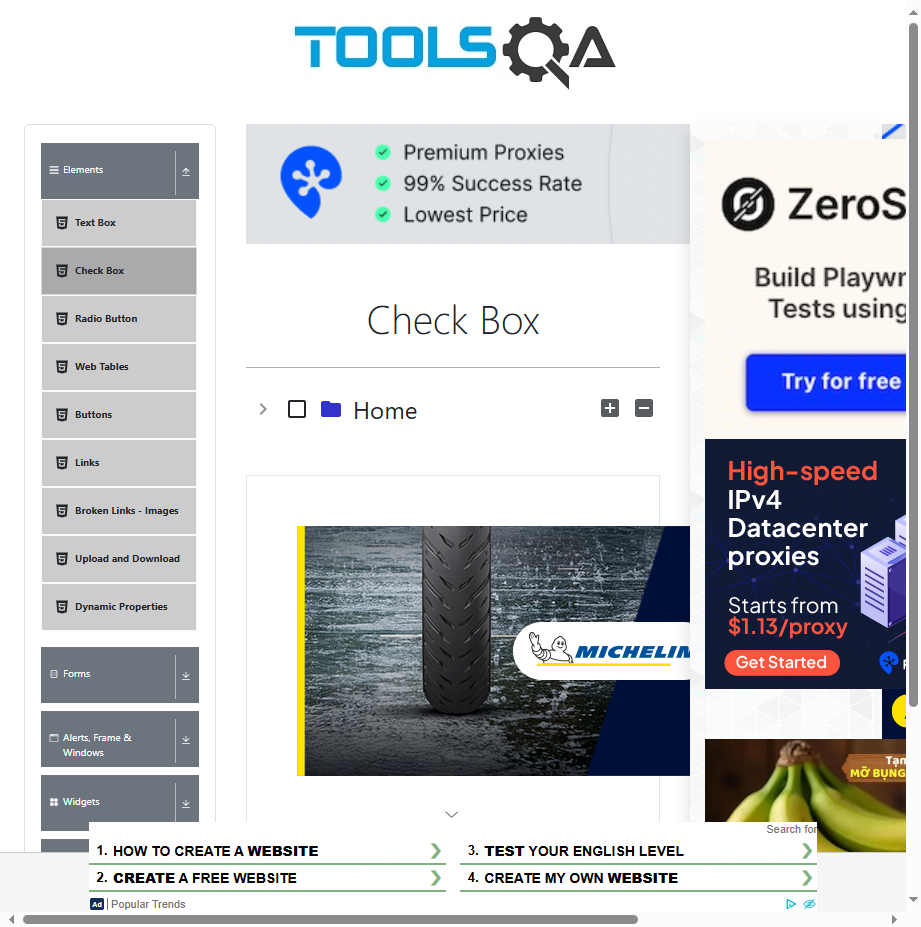 TOOLSQA
Elements
Text Box
Check Box
Radio Button
Web Tables
Buttons
Links
Broken Links - Images
Upload and Download
Dynamic Properties
Forms
Alerts, Frame &
Windows
Widgets
Premium Proxies
99% Success Rate
Lowest Price
Check Box
Home
MICHELIN
ZeroS
Build Playwr
Tests using
Try for free
High-speed
IPv4
Datacenter
proxies
Starts from
$1.13/proxy
Get Started
Tạm
MỠ BỤNG
Search for
1. HOW TO CREATE A WEBSITE
2. CREATE A FREE WEBSITE
3. TEST YOUR ENGLISH LEVEL
4. CREATE MY OWN WEBSITE
Ad | Popular Trends